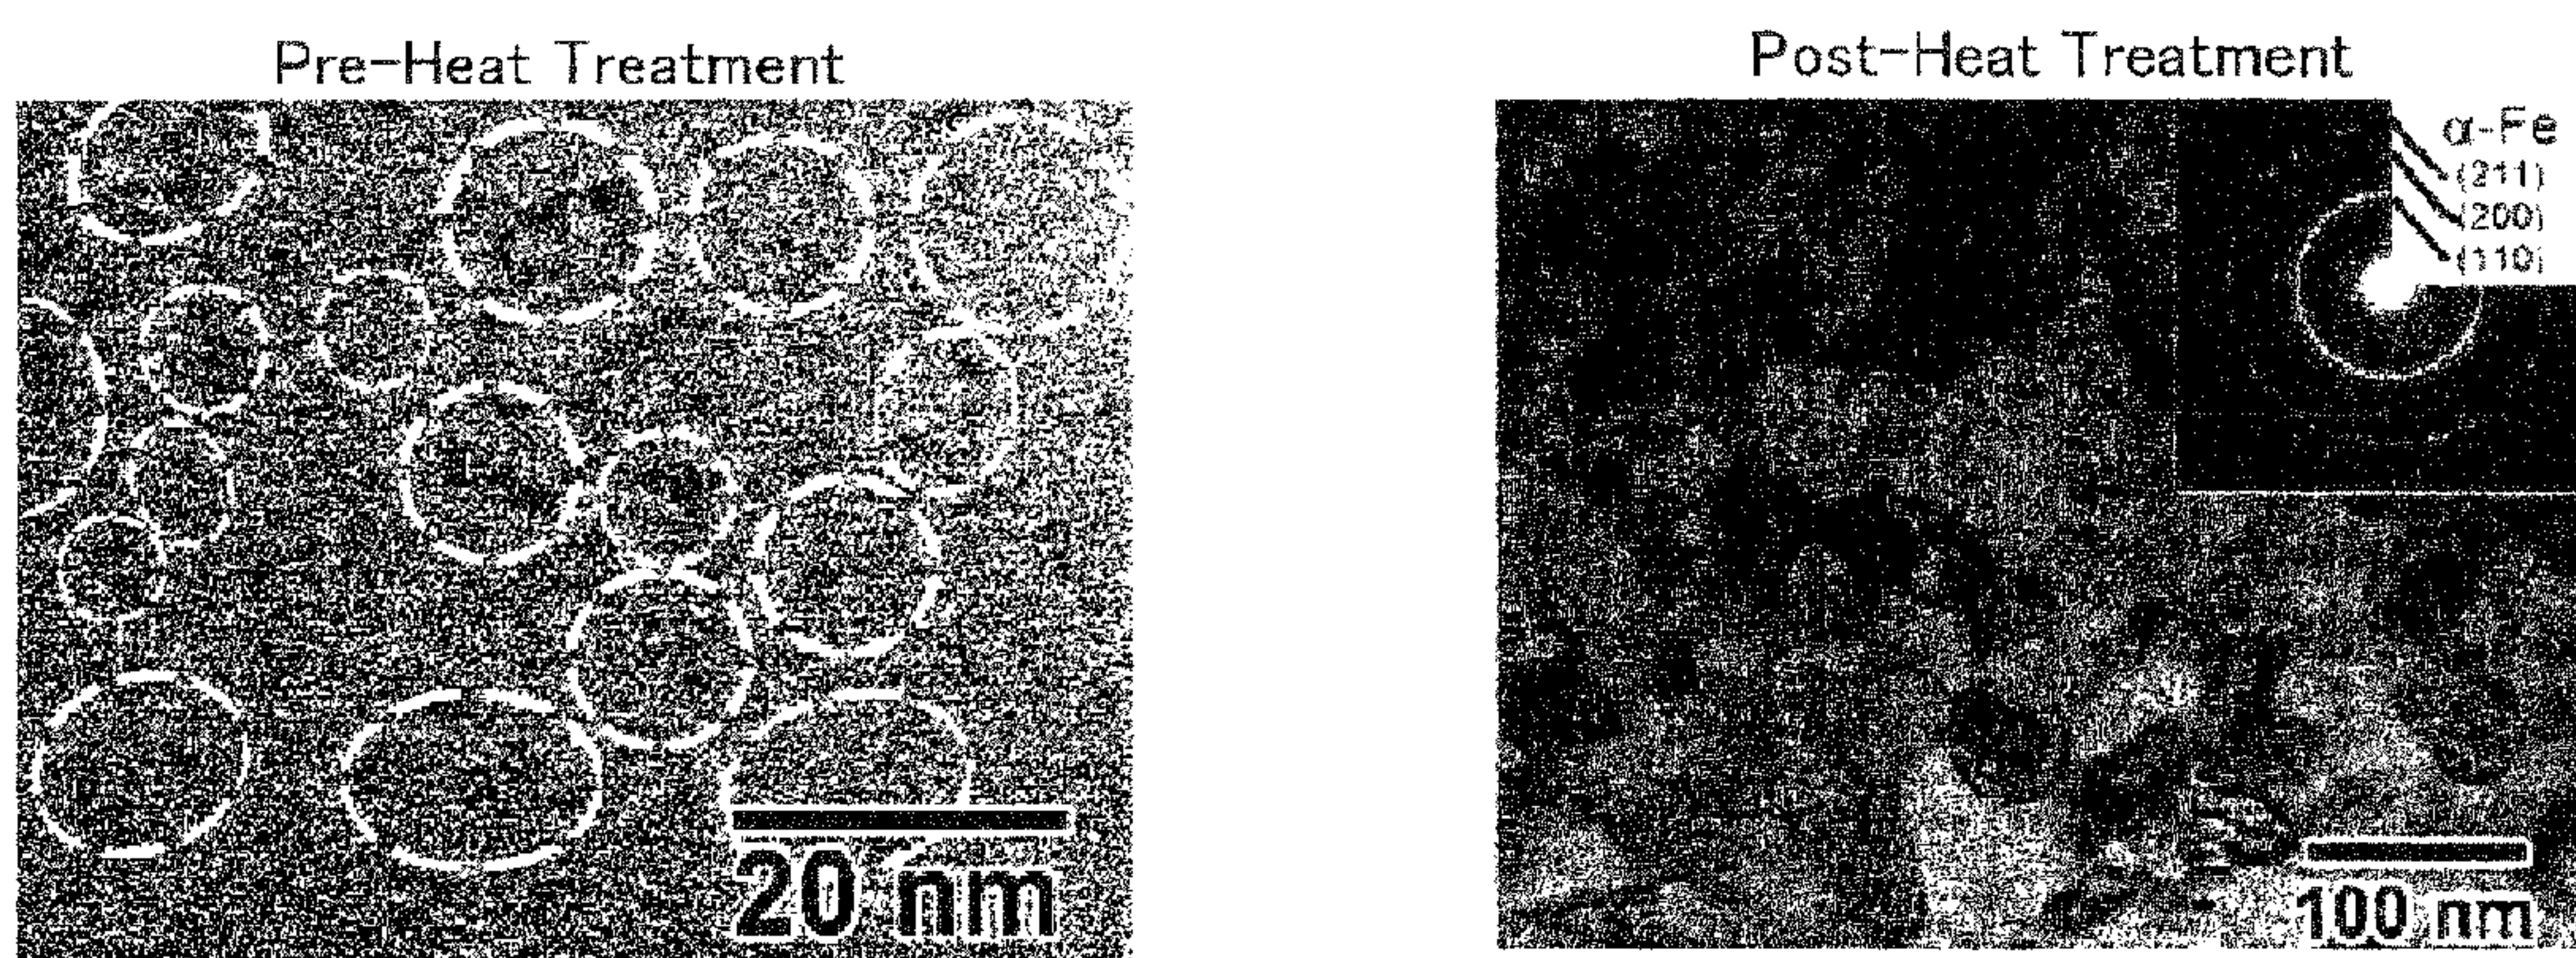 Pre-Heat Treatment
Post-Heat Treatment
α-Fe
(211)
(200)
(110)
20 nm
100 nm